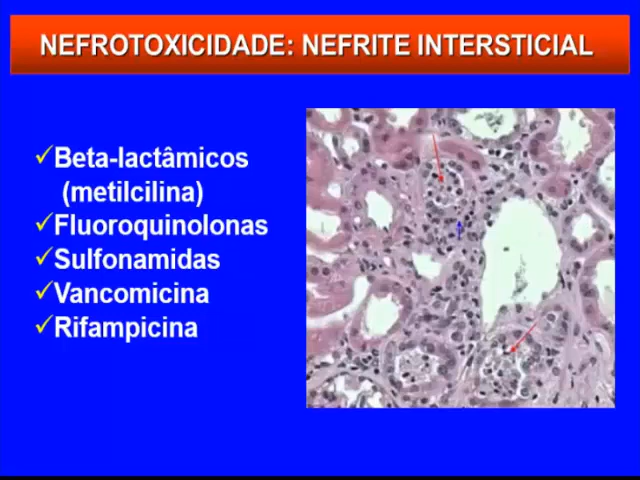 NEFROTOXICIDADE: NEFRITE INTERSTICIAL
Beta-lactâmicos
(metilcilina)
Fluoroquinolonas
Sulfonamidas
Vancomicina
Rifampicina